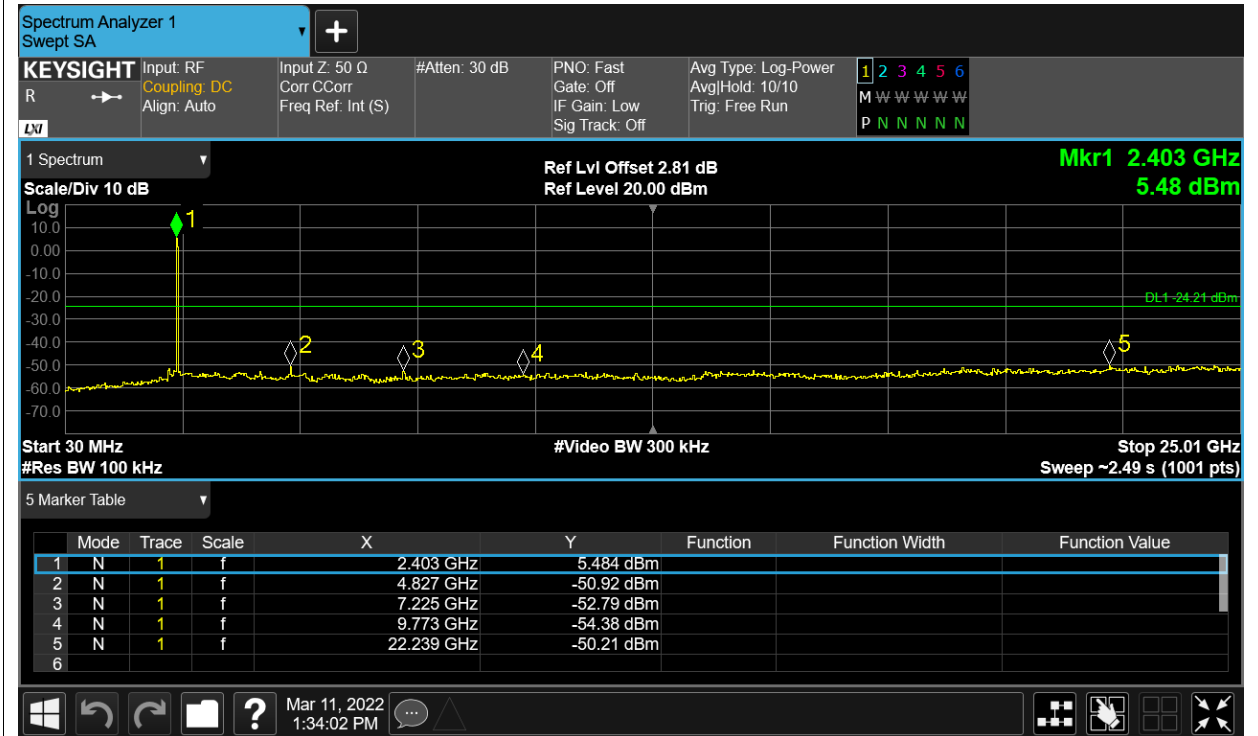 Spectrum Analyzer 1
Swept SA
KEYSIGHT
R
LXI
Input: RF
Coupling: DC
Align: Auto
Input Z: 50 Ω
Corr CCorr
Freq Ref: Int (S)
#Atten: 30 dB
PNO: Fast
Gate: Off
IF Gain: Low
Sig Track: Off
Avg Type: Log-Power
Avg|Hold: 10/10
Trig: Free Run
1 2 3 4 5 6
M W W W W W
P N N N N N
1 Spectrum
Scale/Div 10 dB
Ref Lvl Offset 2.81 dB
Ref Level 20.00 dBm
Mkr1 2.403 GHz
5.48 dBm
Log
10.0
0.00
-10.0
-20.0
-30.0
-40.0
-50.0
-60.0
-70.0
1
2
3
4
5
DL1 -24.21 dBm
Start 30 MHz
#Res BW 100 kHz
#Video BW 300 kHz
Stop 25.01 GHz
Sweep ~2.49 s (1001 pts)
5 Marker Table
Mode Trace Scale X Y Function Function Width Function Value
1 N 1 f 2.403 GHz 5.484 dBm
2 N 1 f 4.827 GHz -50.92 dBm
3 N 1 f 7.225 GHz -52.79 dBm
4 N 1 f 9.773 GHz -54.38 dBm
5 N 1 f 22.239 GHz -50.21 dBm
6
?
Mar 11, 2022
1:34:02 PM